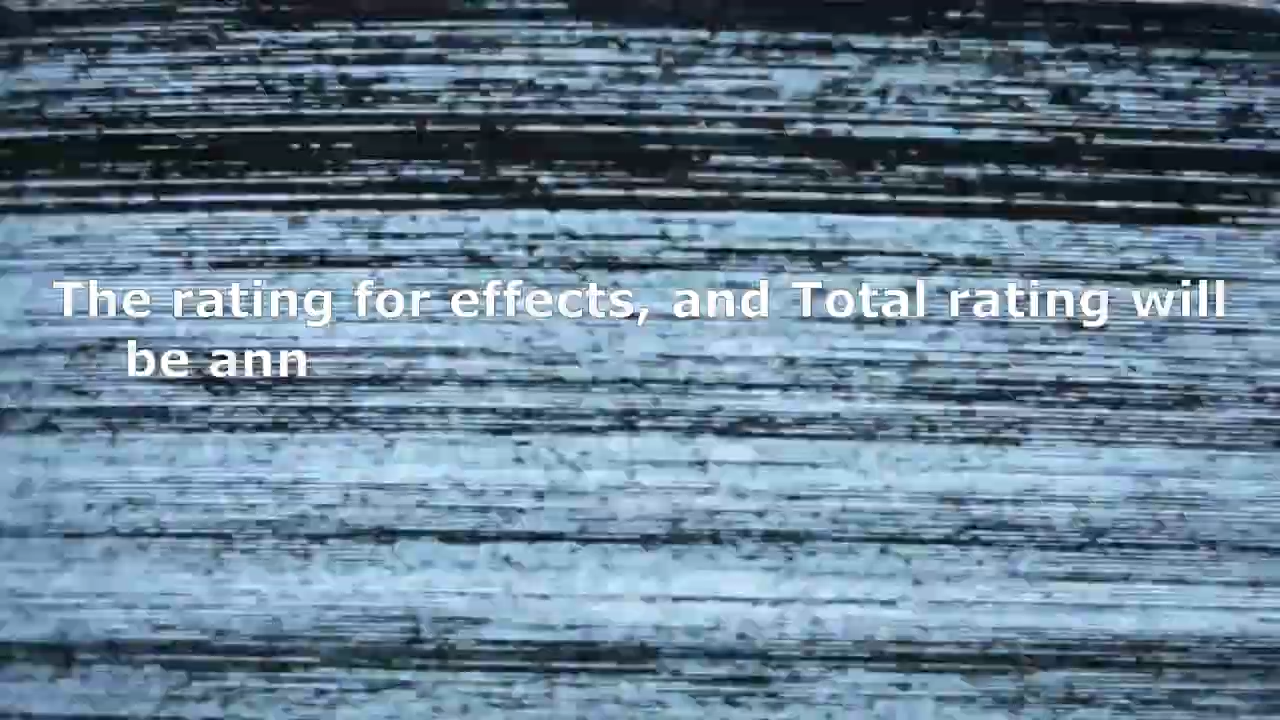 The rating for effects, and Total rating will
be ann